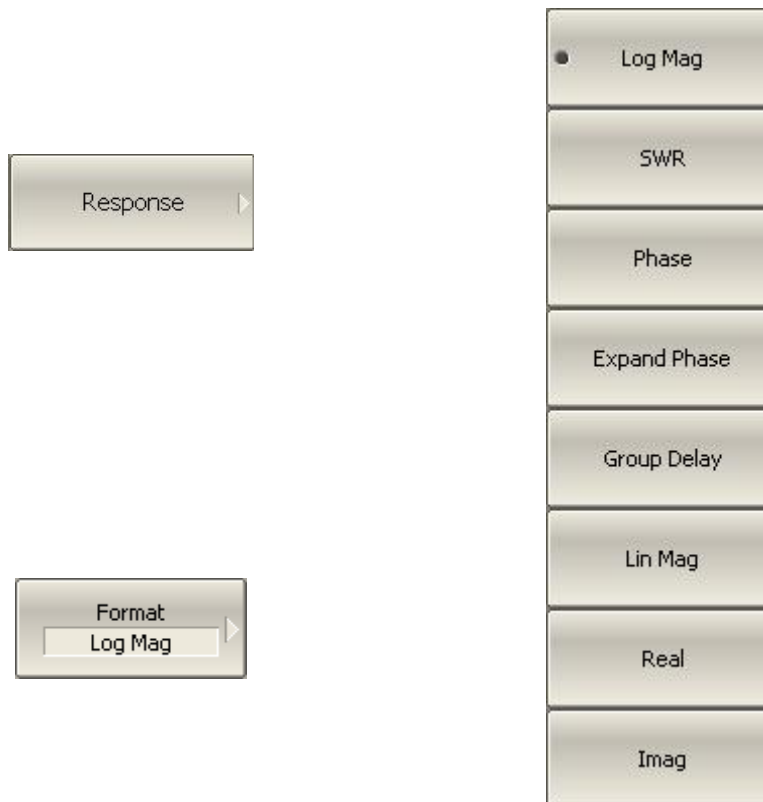 Response
Format
Log Mag
Log Mag
SWR
Phase
Expand Phase
Group Delay
Lin Mag
Real
Imag